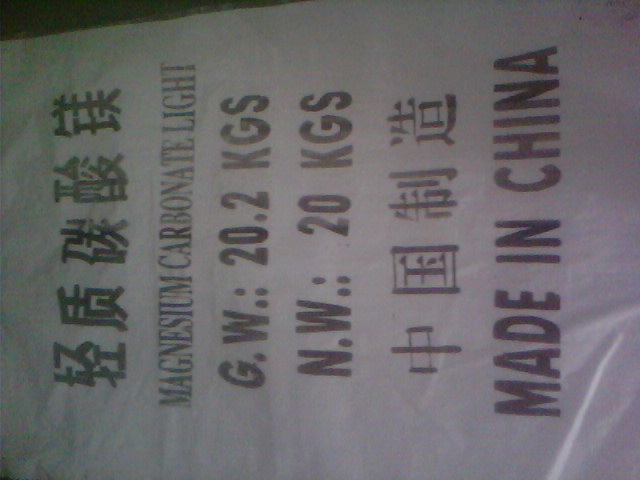 轻质碳酸镁
MAGNESIUM CARBONATE LIGHT
G.W.: 20.2 KGS
N.W.: 20 KGS
中国制造
MADE IN CHINA